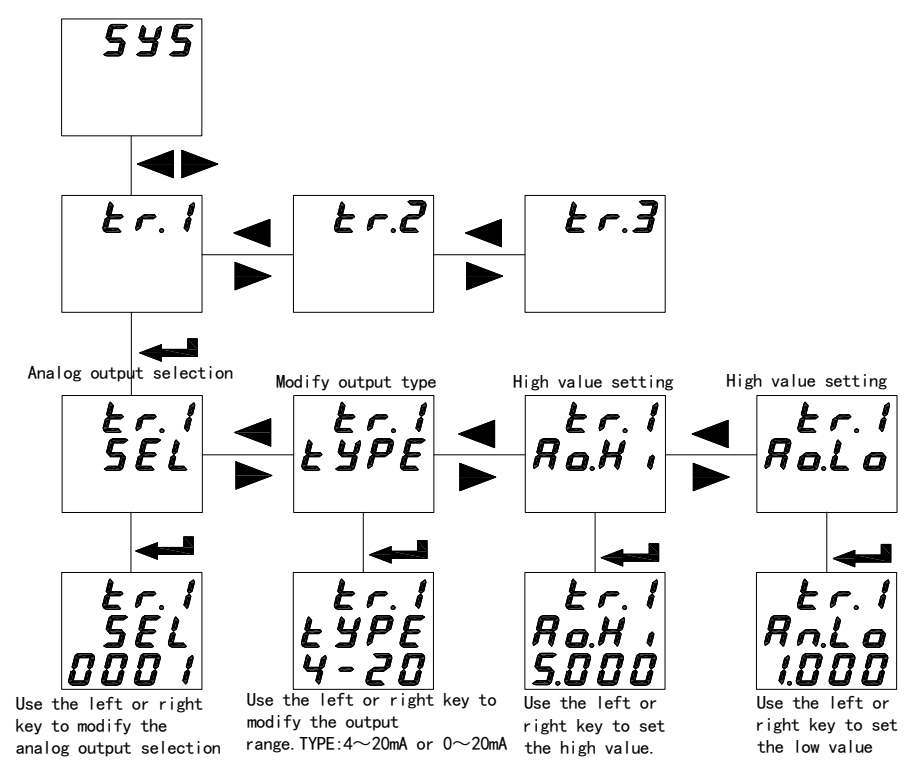 SYS
tr.1 tr.2 tr.3
Analog output selection
Modify output type
High value setting
High value setting
tr.1
SEL
tr.1
tYPE
tr.1
Ao.Hi
tr.1
Ao.Lo
tr.1
SEL
0001
tr.1
tYPE
4-20
tr.1
Ao.Hi
5.000
tr.1
An.Lo
1.000
Use the left or right
key to modify the
analog output selection
Use the left or right key to
modify the output
range.TYPE:4～20mA or 0～20mA
Use the left or
right key to set
the high value.
Use the left or
right key to set
the low value